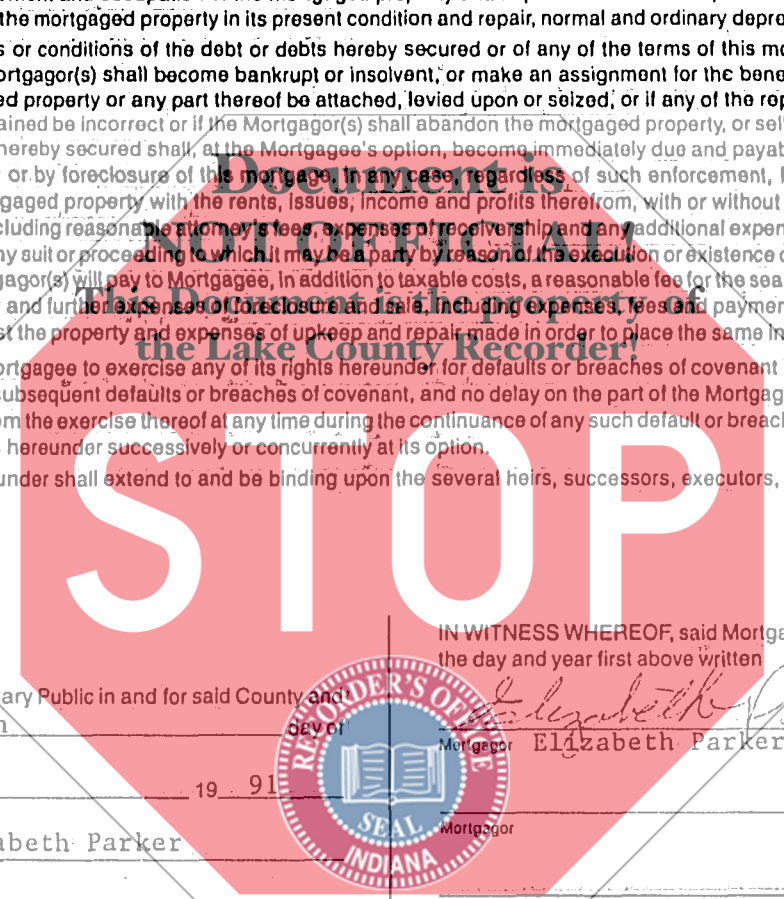 the mortgaged property in its present condition and repair, normal and ordinary depre
s or conditions of the debt or debts hereby secured or of any of the terms of this mo
ortgagor(s) shall become bankrupt or insolvent, or make an assignment for the bene
ed property or any part thereof be attached, levied upon or seized, or if any of the rep
ained be incorrect or if the Mortgagor(s) shall abandon the mortgaged property, or sel
hereby secured shall, at the Mortgagee's option, become immediately due and payab
Document is
or by foreclosure of this mortgage. In any case, regardless of such enforcement,
gaged property with the rents, issues, income and profits therefrom, with or without
cluding reasonable attorney's fees, expenses of receivership and any additional expen
NOT OFFICIAL!
ny suit or proceeding to which it may be a party by reason of the execution or existence o
gagor(s) will pay to Mortgagee, in addition to taxable costs, a reasonable fee for the sea
This Document is the property of
and further expenses of foreclosure and sale, including expenses, fees and paymen
st the property and expenses of upkeep and repair made in order to place the same in
the Lake County Recorder!
ortgagee to exercise any of its rights hereunder for defaults or breaches of covenant
subsequent defaults or breaches of covenant, and no delay on the part of the Mortgag
om the exercise thereof at any time during the continuance of any such default or breac
hereunder successively or concurrently at its option.
under shall extend to and be binding upon the several heirs, successors, executors,
STOP
IN WITNESS WHEREOF, said Mortga
the day and year first above written
ary Public in and for said County and
day of
Elizabeth P
Mortgagor Elizabeth Parker
19 91
RECORDER'S OFFICE
SEAL
INDIANA
Mortgagor
abeth Parker